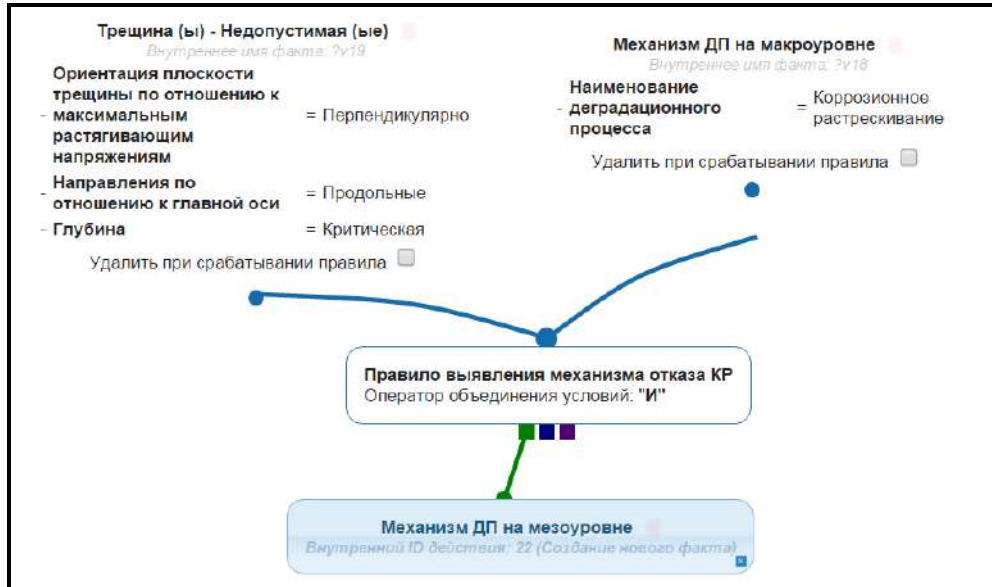 Трещина (ы) - Недопустимая (ые)
Внутреннее имя факта: ?v19
Ориентация плоскости
трещины по отношению к
- максимальным = Перпендикулярно
растягивающим
напряжениям
- Направления по
отношению к главной оси = Продольные
- Глубина = Критическая
Удалить при срабатывании правила
Механизм ДП на макроуровне
Внутреннее имя факта: ?v18
Наименование
- деградационного = Коррозионное
процесса растрескивание
Удалить при срабатывании правила
Правило выявления механизма отказа КР
Оператор объединения условий: "И"
Механизм ДП на мезоуровне
Внутренний ID действия: 22 (Создание нового факта)